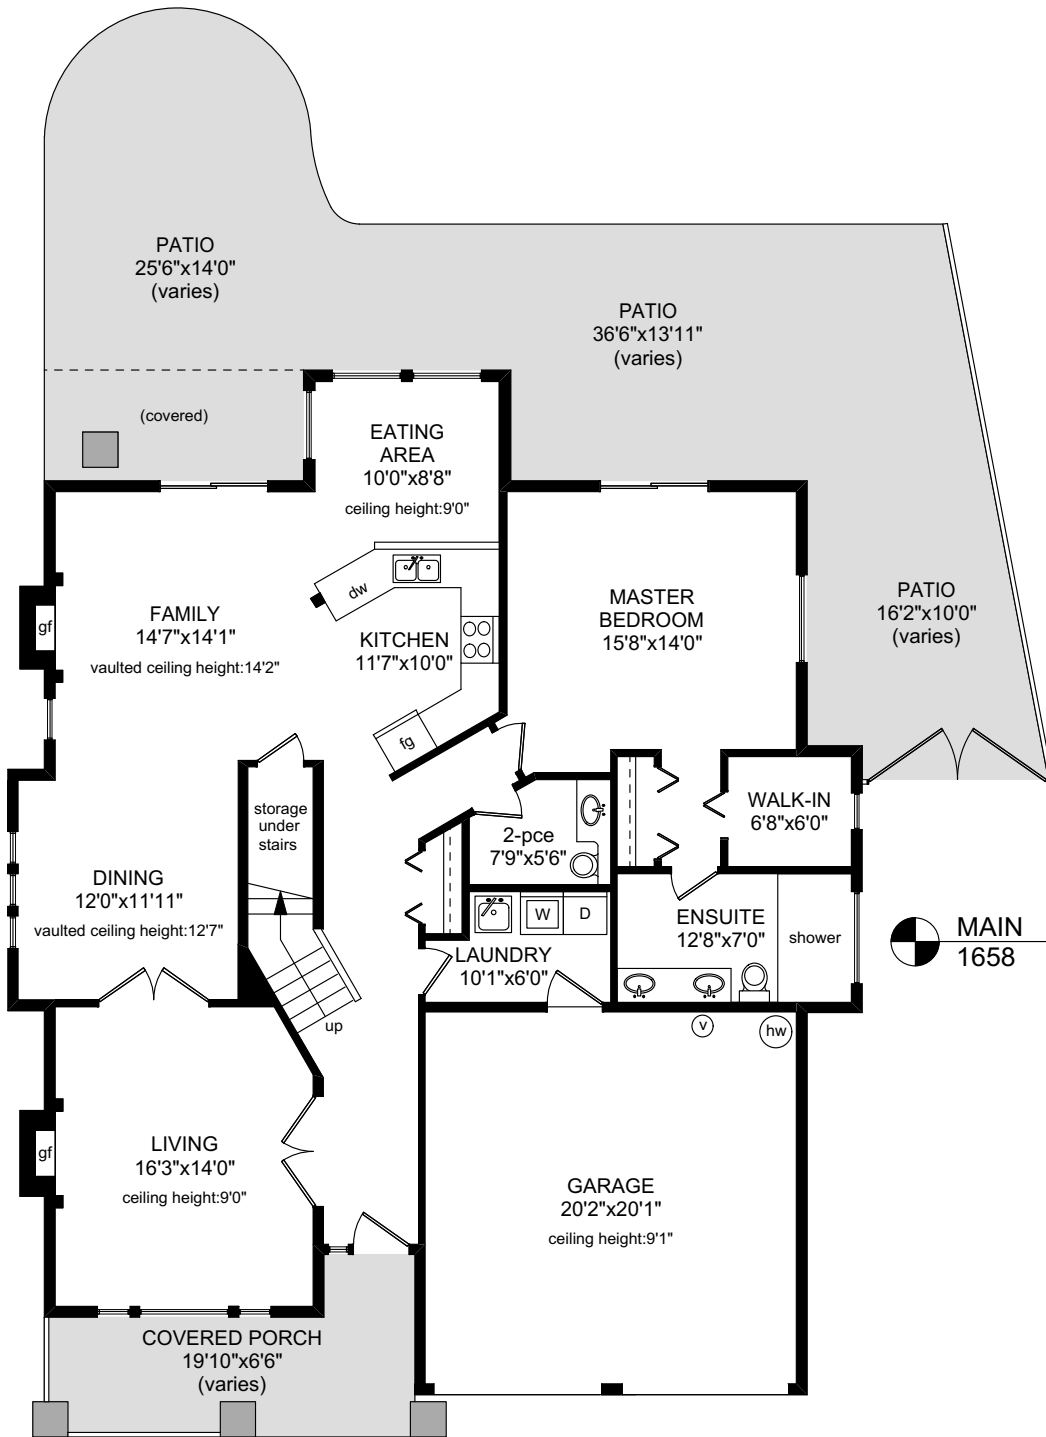 PATIO
25'6"x14'0"
(varies)
PATIO
36'6"x13'11"
(varies)
(covered)
EATING
AREA
10'0"x8'8"
ceiling height:9'0"
dw
FAMILY
14'7"x14'1"
vaulted ceiling height:14'2"
gf
KITCHEN
11'7"x10'0"
fg
MASTER
BEDROOM
15'8"x14'0"
PATIO
16'2"x10'0"
(varies)
storage
under
stairs
2-pce
7'9"x5'6"
WALK-IN
6'8"x6'0"
DINING
12'0"x11'11"
vaulted ceiling height:12'7"
W
D
LAUNDRY
10'1"x6'0"
ENSUITE
12'8"x7'0"
shower
MAIN
1658
up
v
hw
LIVING
16'3"x14'0"
ceiling height:9'0"
gf
GARAGE
20'2"x20'1"
ceiling height:9'1"
COVERED PORCH
19'10"x6'6"
(varies)